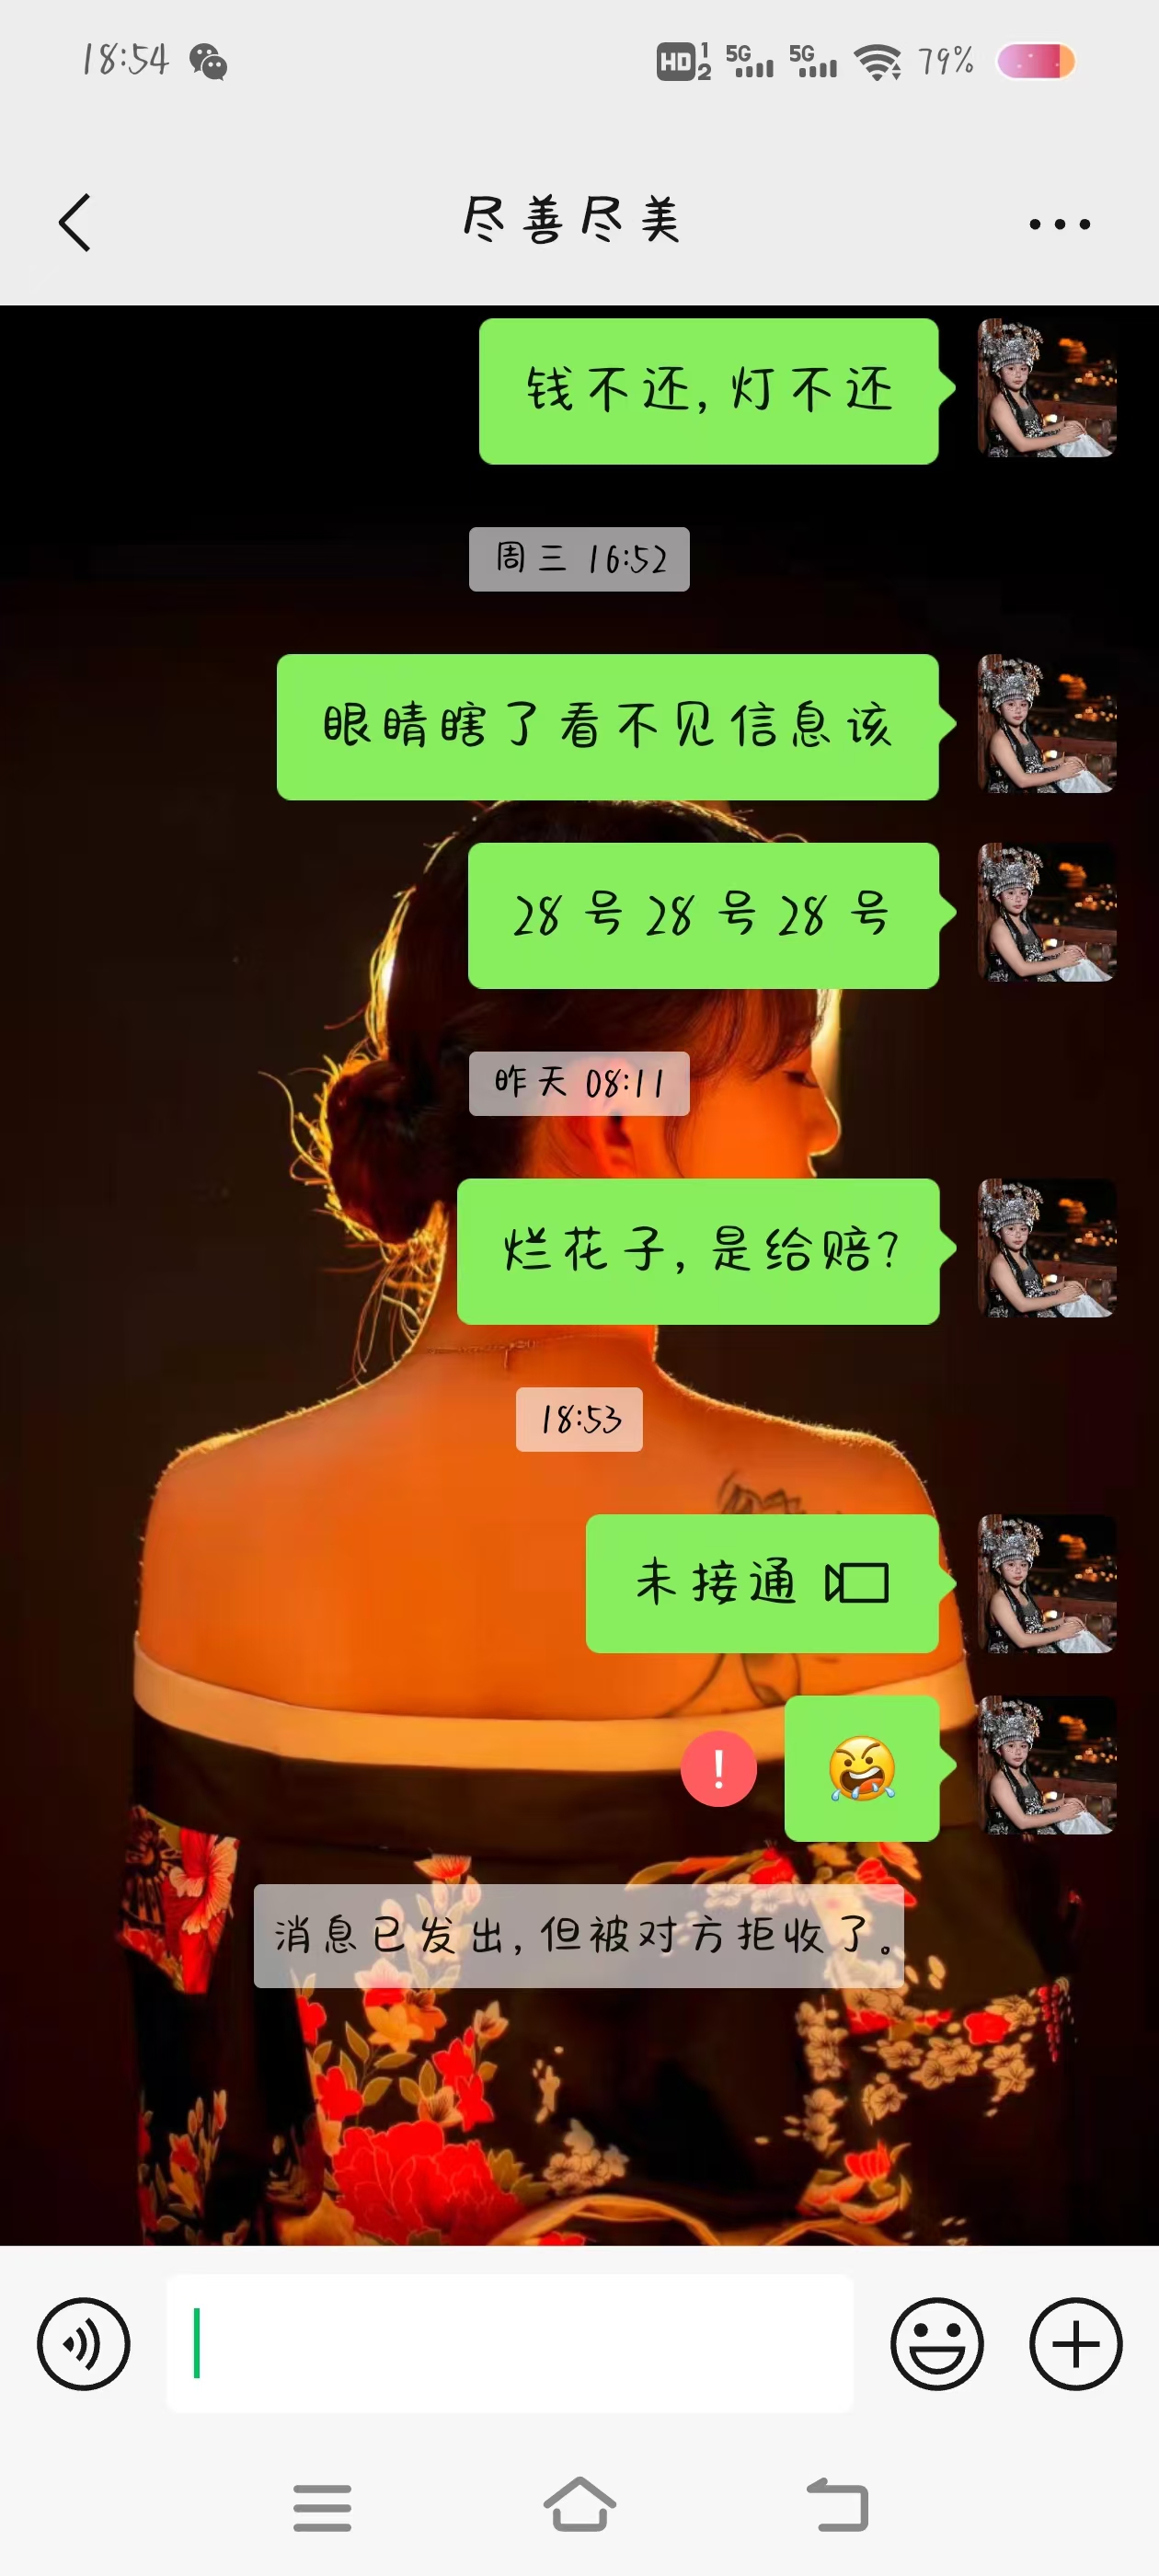 18:54
HD 1 2 5G 5G 79%
尽善尽美
钱不还,灯不还
周三 16:52
眼睛瞎了看不见信息该
28号28号28号
昨天 08:11
烂花子,是给赔?
18:53
未接通
!
消息已发出,但被对方拒收了。